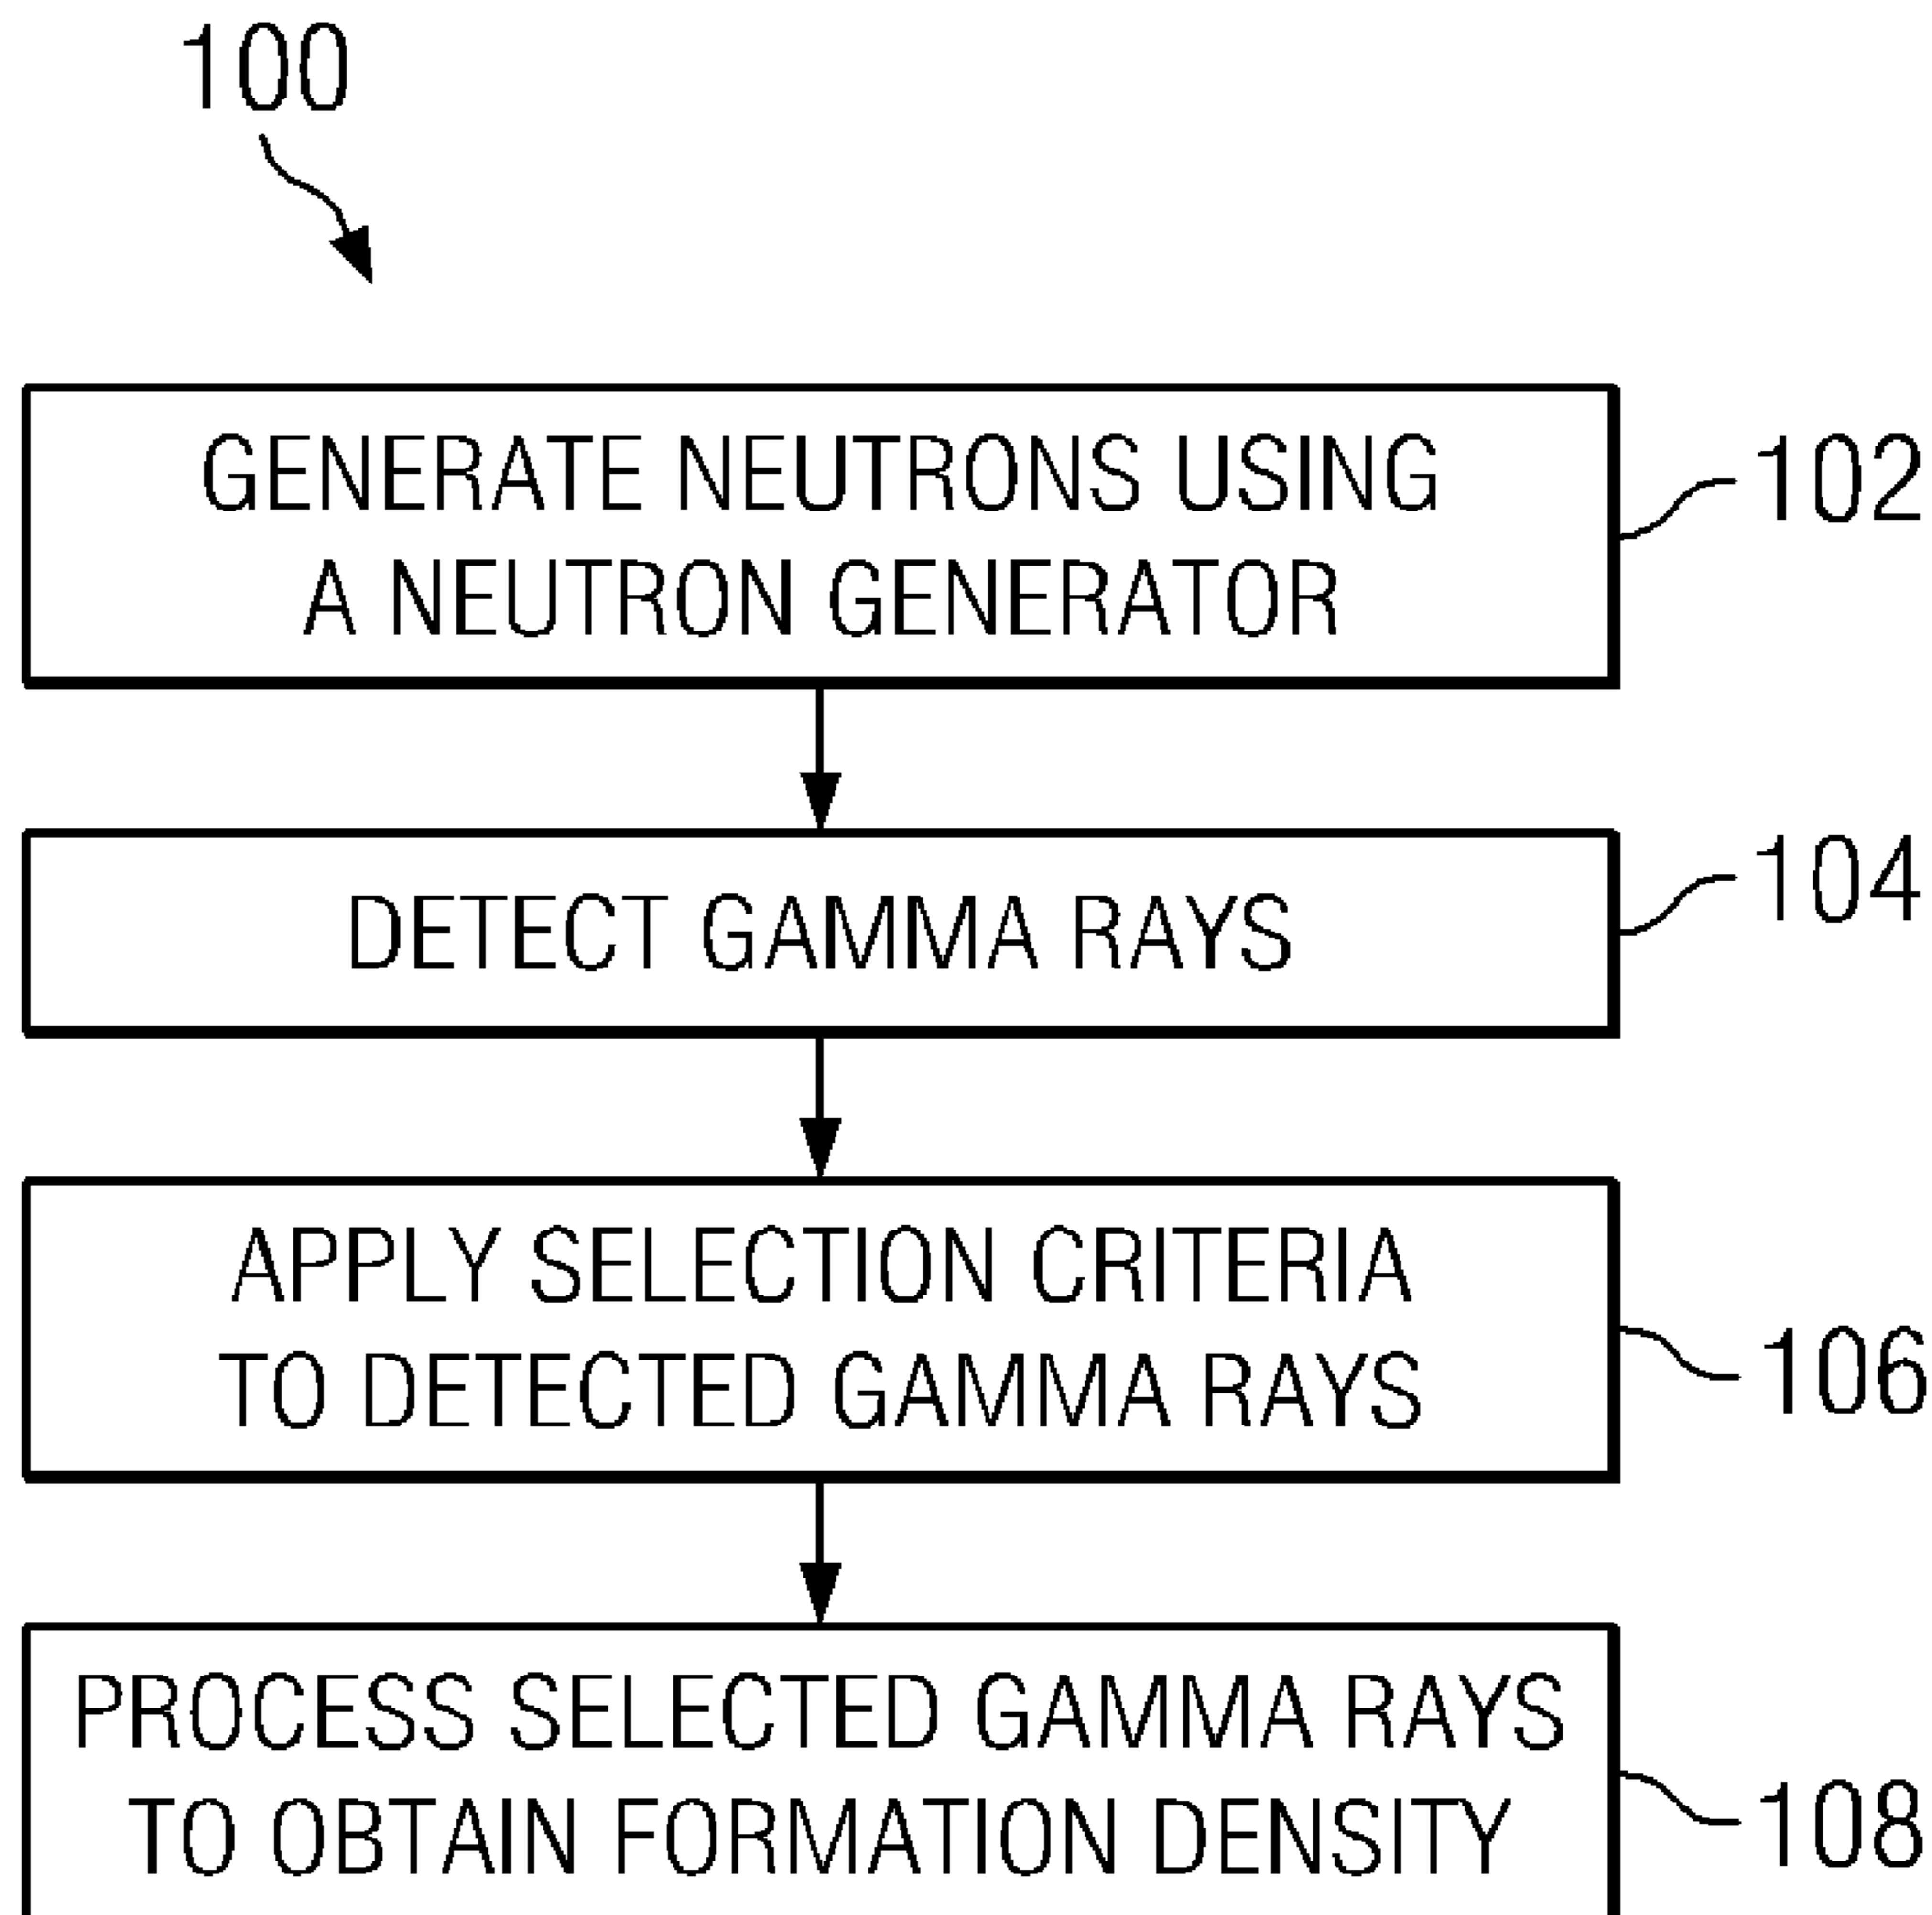 100
GENERATE NEUTRONS USING
A NEUTRON GENERATOR
102
DETECT GAMMA RAYS
104
APPLY SELECTION CRITERIA
TO DETECTED GAMMA RAYS
106
PROCESS SELECTED GAMMA RAYS
TO OBTAIN FORMATION DENSITY
108